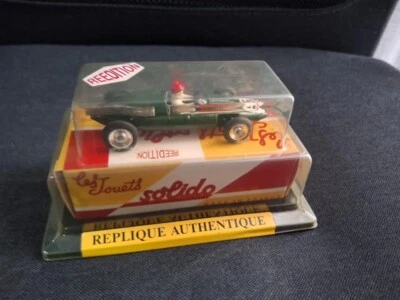 REEDITION
REEDITION
Les Jouets
solido
REPLIQUE AUTHENTIQUE